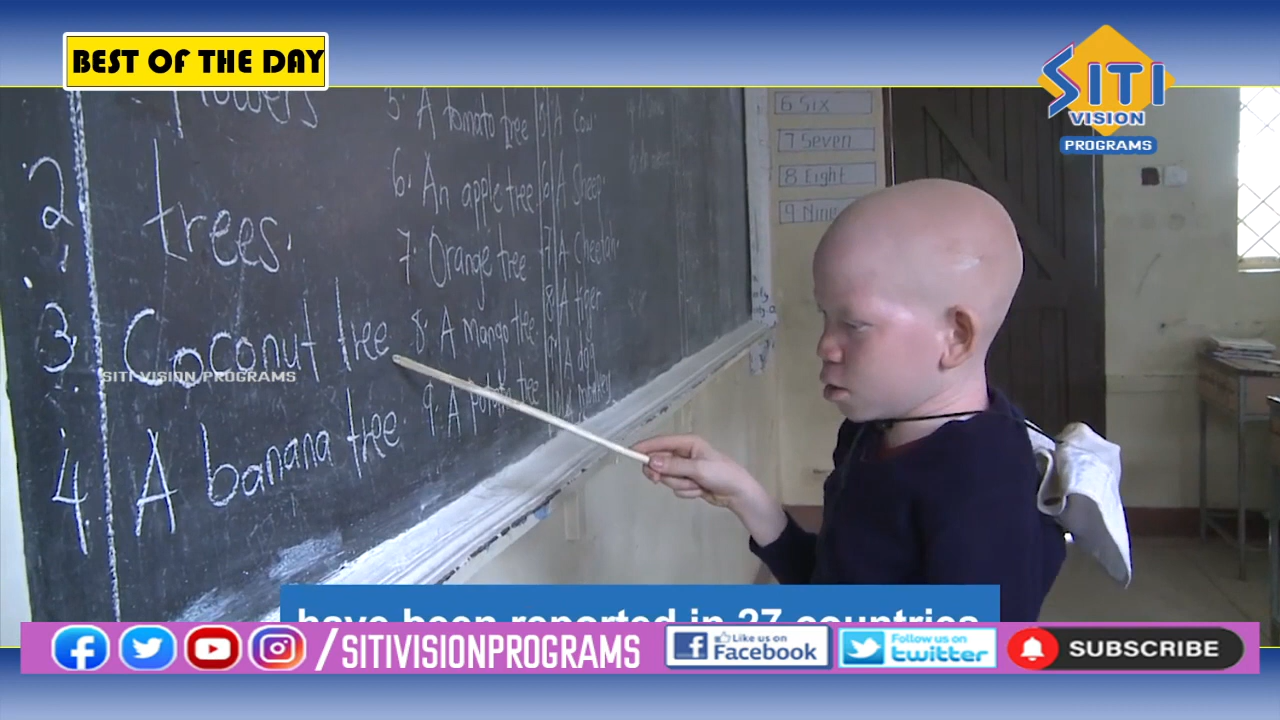 BEST OF THE DAY
SITI
VISION
PROGRAMS
Flowers
2.
trees.
3.
Coconut tree
4.
A banana tree
5. A tomato tree
6. An apple tree
7. Orange tree
8. A mango tree
9. A potato tree
A Cow
A Sheep
7 A Cheetah
8 A tiger
9 A dog
A monkey
6 Six
7 Seven
8 Eight
9 Nine
SITI VISION PROGRAMS
have been reported in 27 countries
/SITIVISIONPROGRAMS
Like us on
Facebook
Follow us on
twitter
SUBSCRIBE